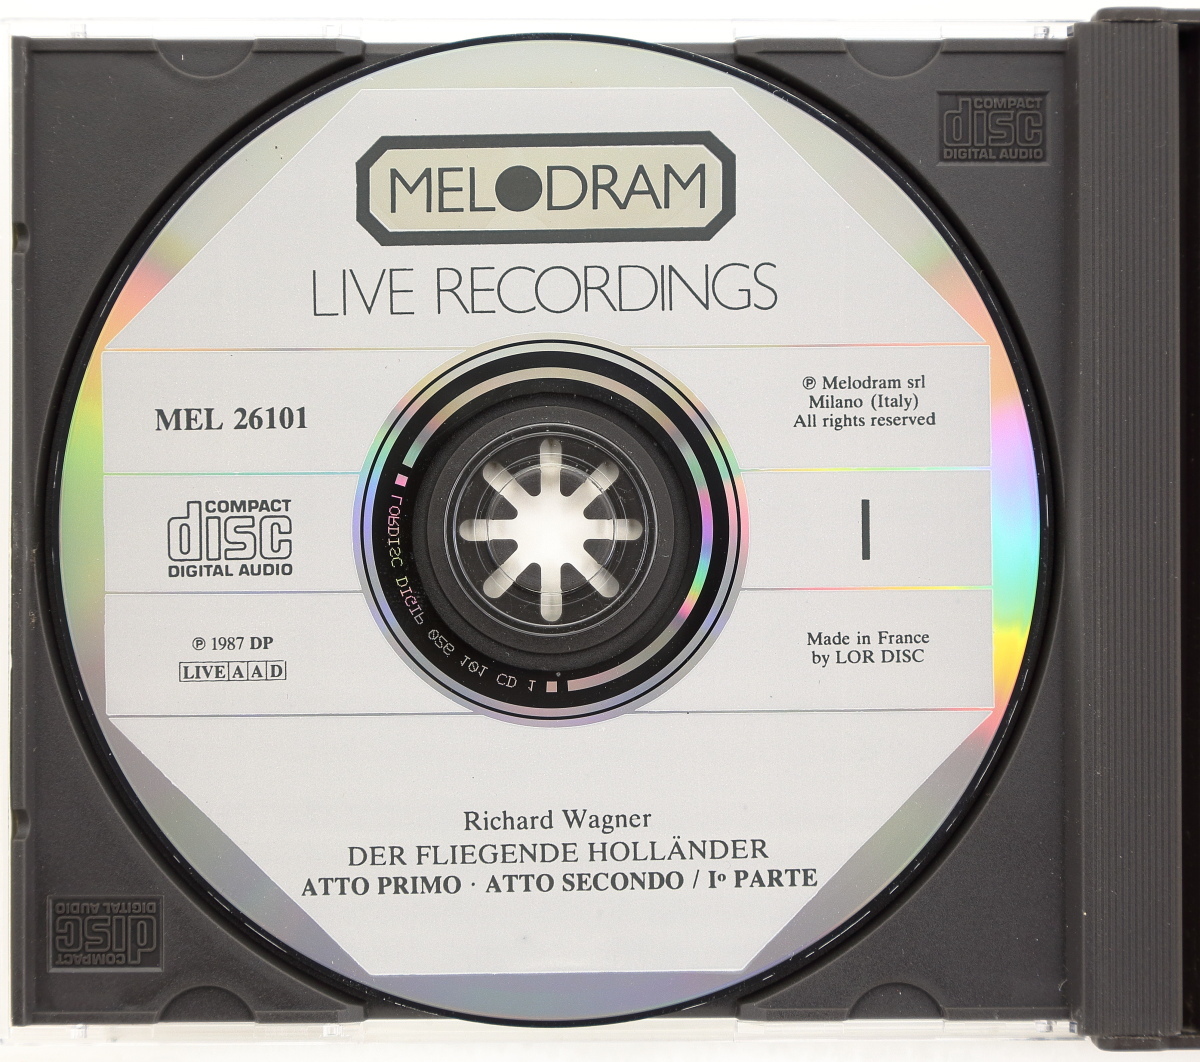 COMPACT
disc
DIGITAL AUDIO
MELODRAM
LIVE RECORDINGS
MEL 26101
℗ Melodram srl
Milano (Italy)
All rights reserved
COMPACT
disc
DIGITAL AUDIO
I
℗ 1987 DP
LIVE A A D
Made in France
by LOR DISC
Richard Wagner
DER FLIEGENDE HOLLÄNDER
ATTO PRIMO · ATTO SECONDO / Iº PARTE
COMPACT
disc
DIGITAL AUDIO